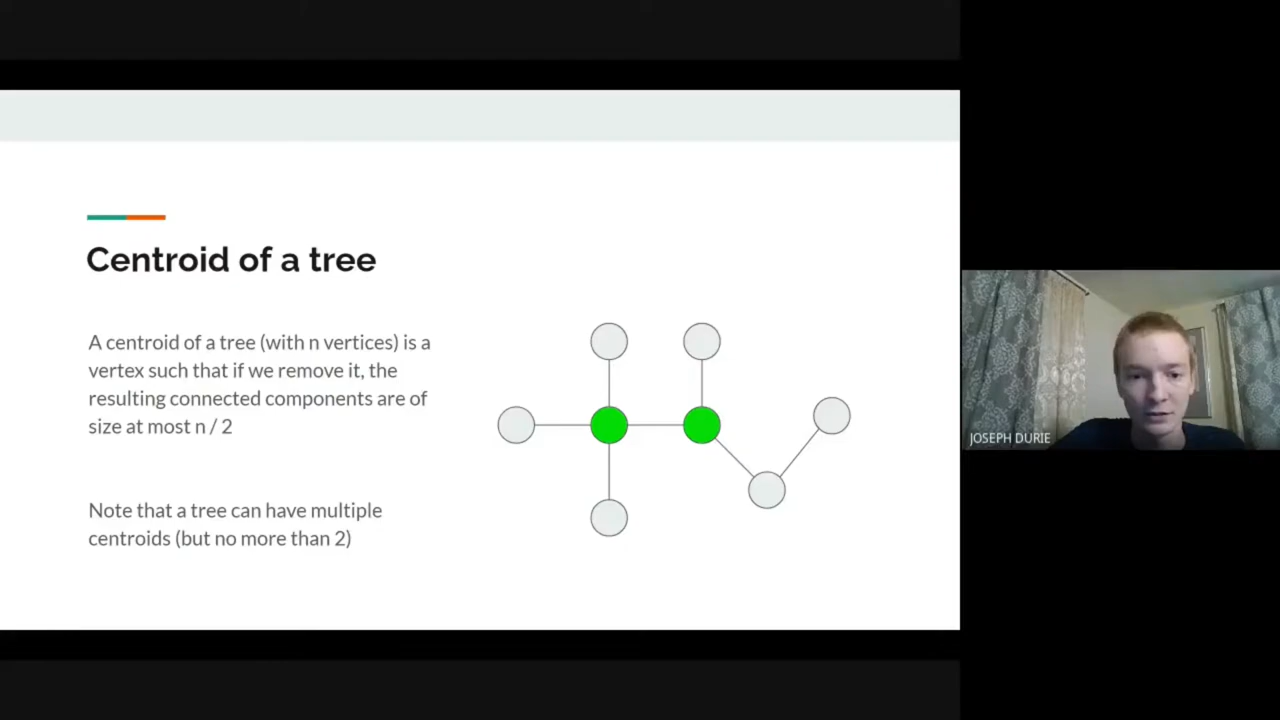 Centroid of a tree
A centroid of a tree (with n vertices) is a
vertex such that if we remove it, the
resulting connected components are of
size at most n / 2
Note that a tree can have multiple
centroids (but no more than 2)
JOSEPH DURIE